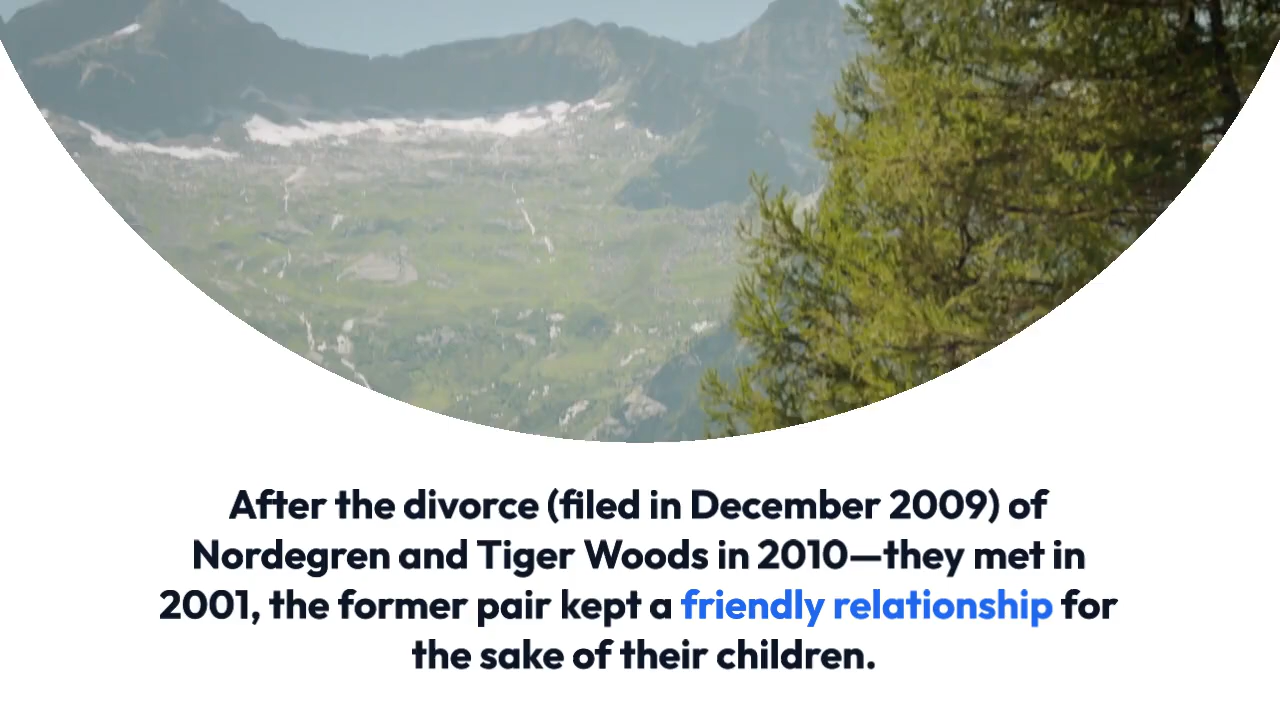 After the divorce (filed in December 2009) of
Nordegren and Tiger Woods in 2010—they met in
2001, the former pair kept a friendly relationship for
the sake of their children.